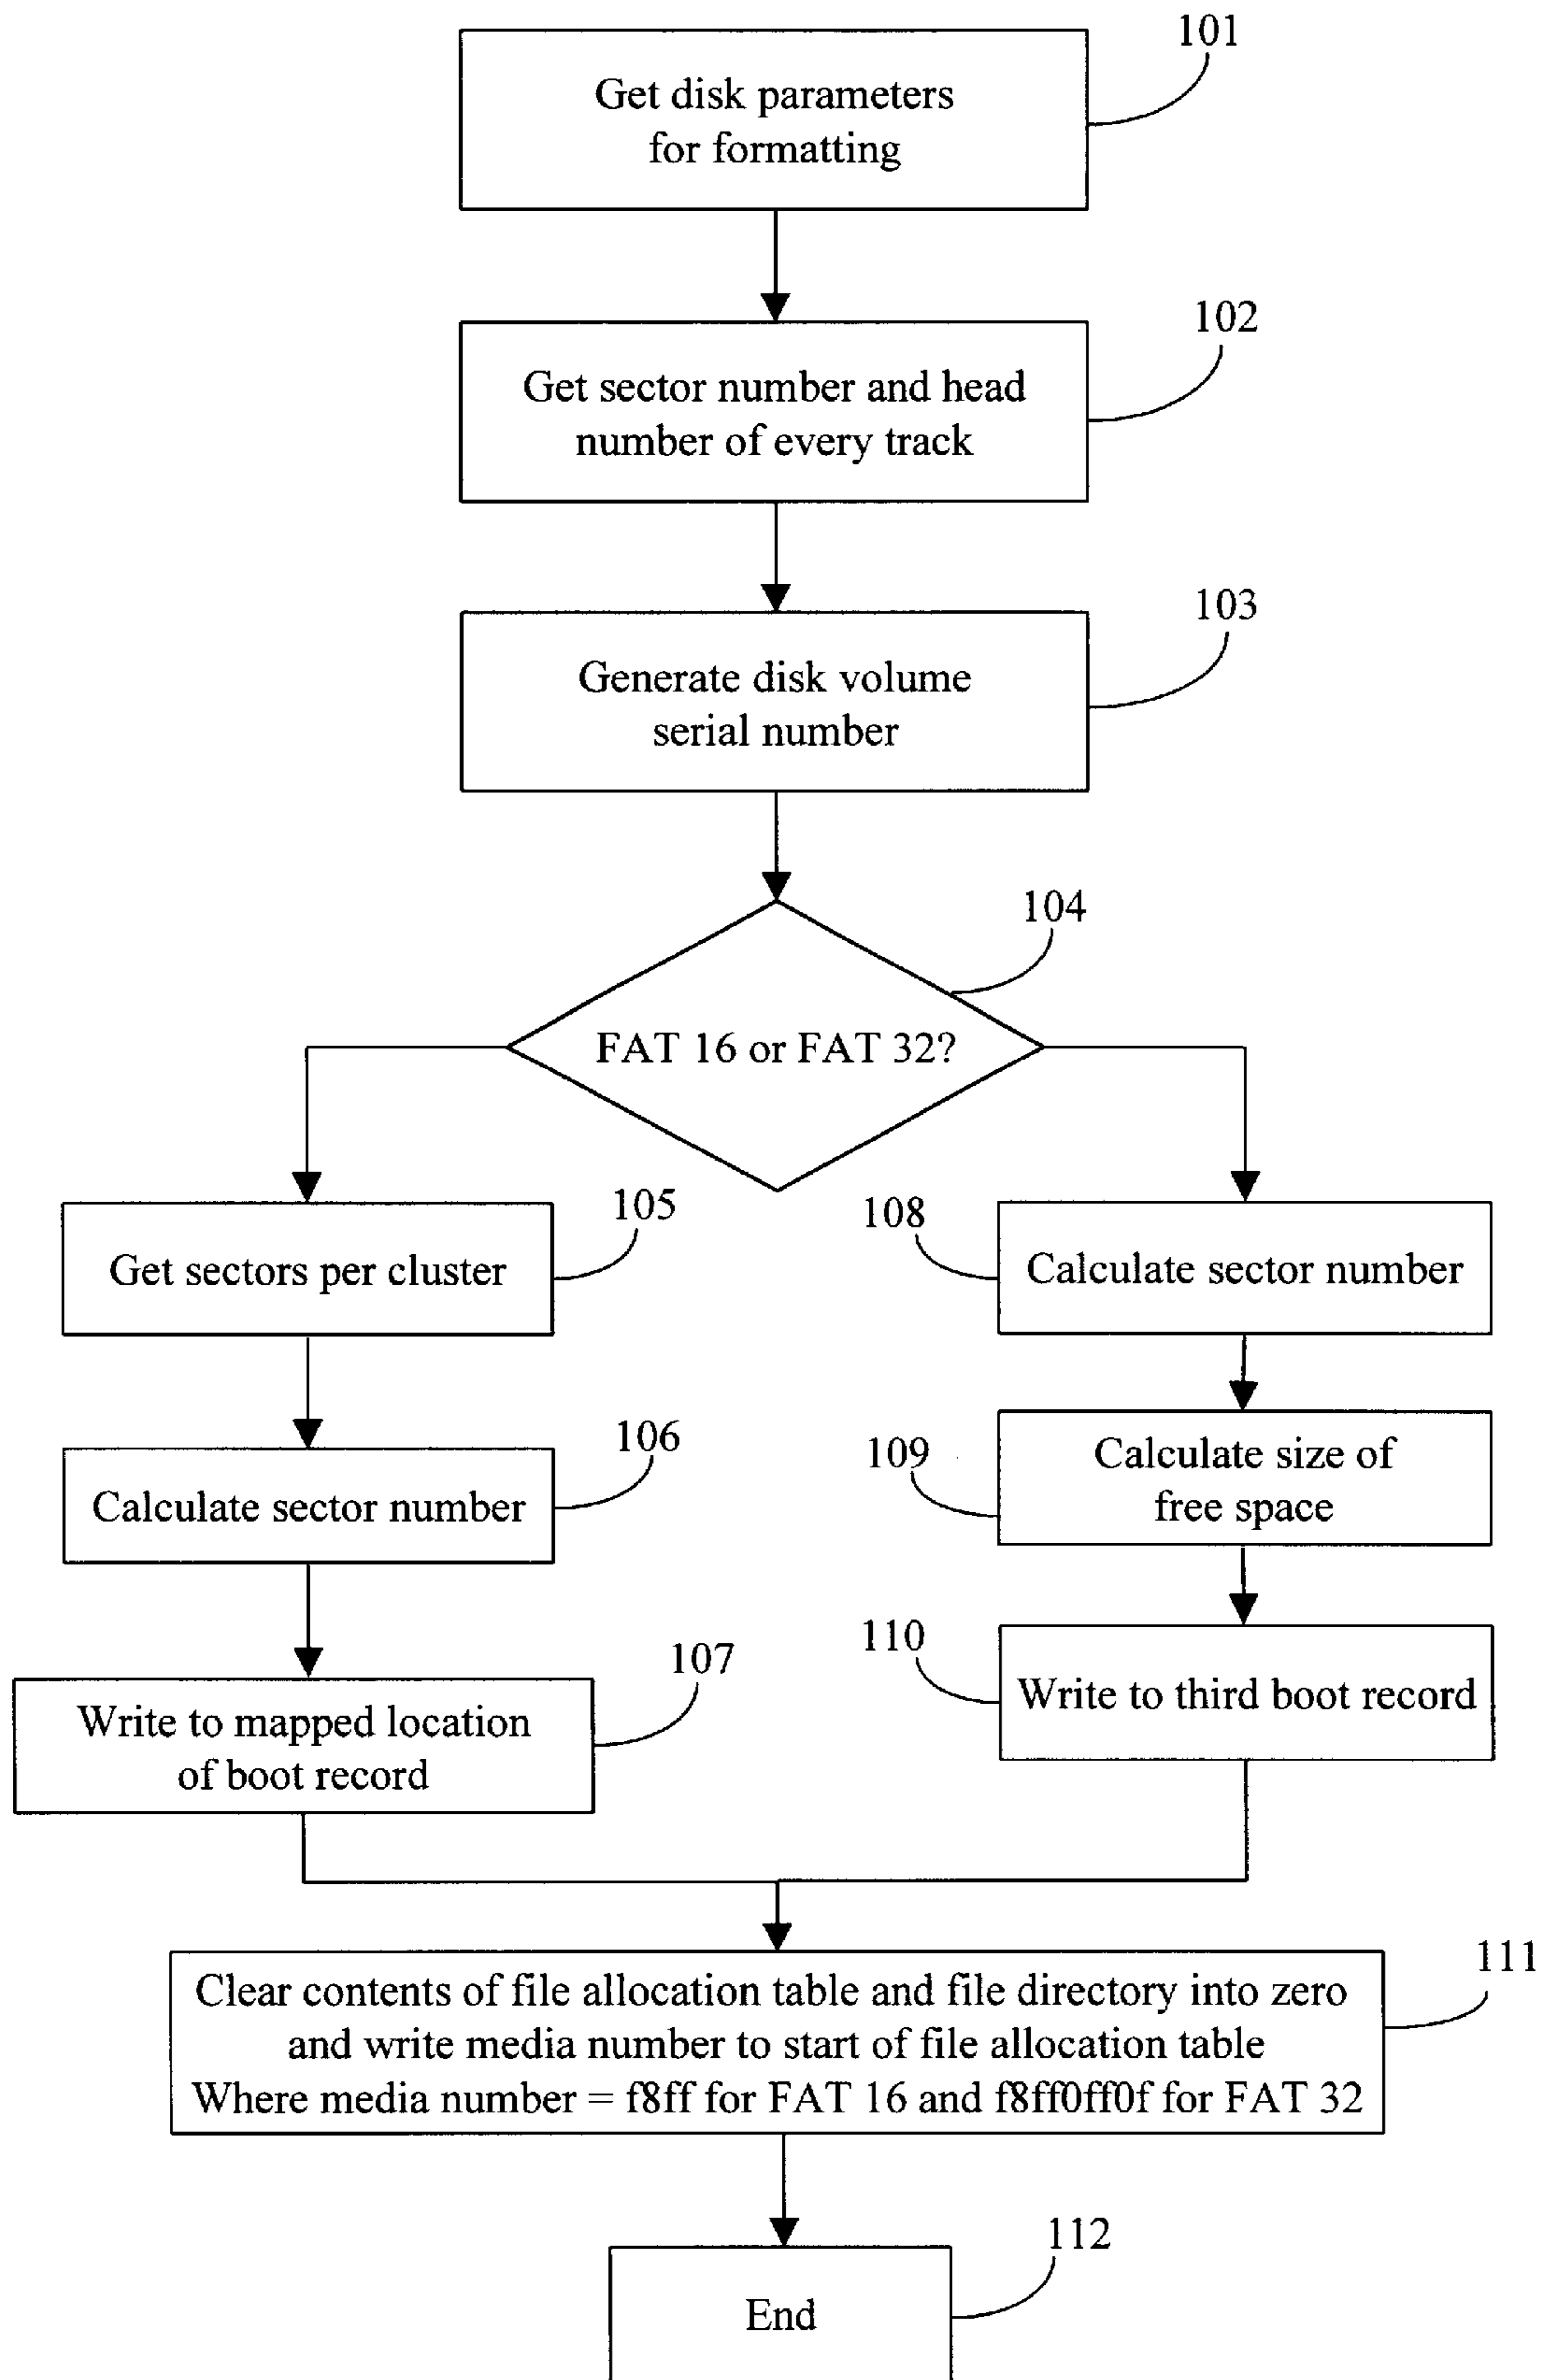 101
Get disk parameters
for formatting
102
Get sector number and head
number of every track
103
Generate disk volume
serial number
104
FAT 16 or FAT 32?
105
Get sectors per cluster
108
Calculate sector number
106
Calculate sector number
109
Calculate size of
free space
107
Write to mapped location
of boot record
110
Write to third boot record
111
Clear contents of file allocation table and file directory into zero
and write media number to start of file allocation table
Where media number = f8ff for FAT 16 and f8ff0ff0f for FAT 32
112
End